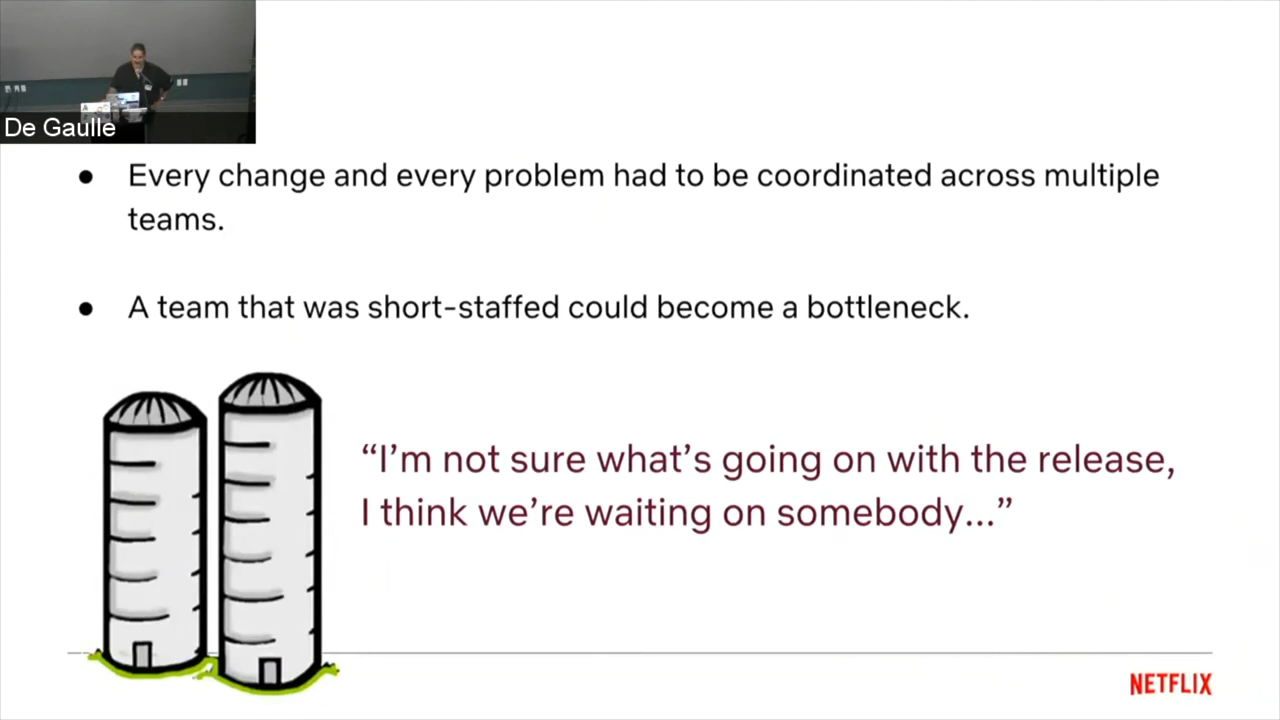 De Gaulle
● Every change and every problem had to be coordinated across multiple
teams.
● A team that was short-staffed could become a bottleneck.
“I’m not sure what’s going on with the release,
I think we’re waiting on somebody...”
NETFLIX